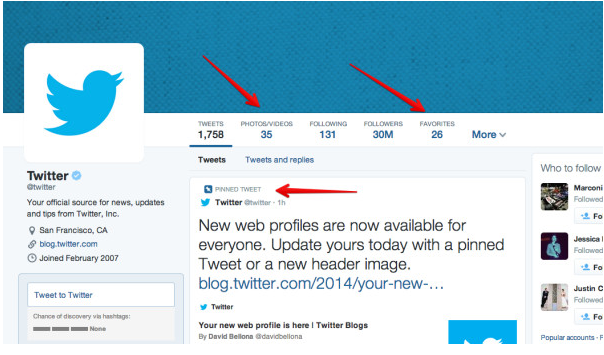 TWEETS PHOTOS/VIDEOS FOLLOWING FOLLOWERS FAVORITES
1,758 35 131 30M 26 More
Tweets Tweets and replies
Twitter
@twitter
Your official source for news, updates
and tips from Twitter, Inc.
San Francisco, CA
blog.twitter.com
Joined February 2007
Tweet to Twitter
Chance of discovery via hashtags:
None
PINNED TWEET
Twitter @twitter · 1h
New web profiles are now available for
everyone. Update yours today with a pinned
Tweet or a new header image.
blog.twitter.com/2014/your-new-…
Twitter
Your new web profile is here | Twitter Blogs
By David Bellona @davidbellona
Who to follow
Marconi
Followed
Fo
Jessica
Followed
Fo
Justin C
Followed
Fo
Popular accounts · F